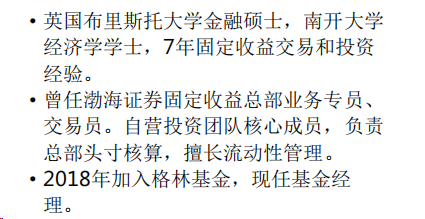 • 英国布里斯托大学金融硕士，南开大学
经济学学士，7年固定收益交易和投资
经验。
• 曾任渤海证券固定收益总部业务专员、
交易员。自营投资团队核心成员，负责
总部头寸核算，擅长流动性管理。
• 2018年加入格林基金，现任基金经
理。